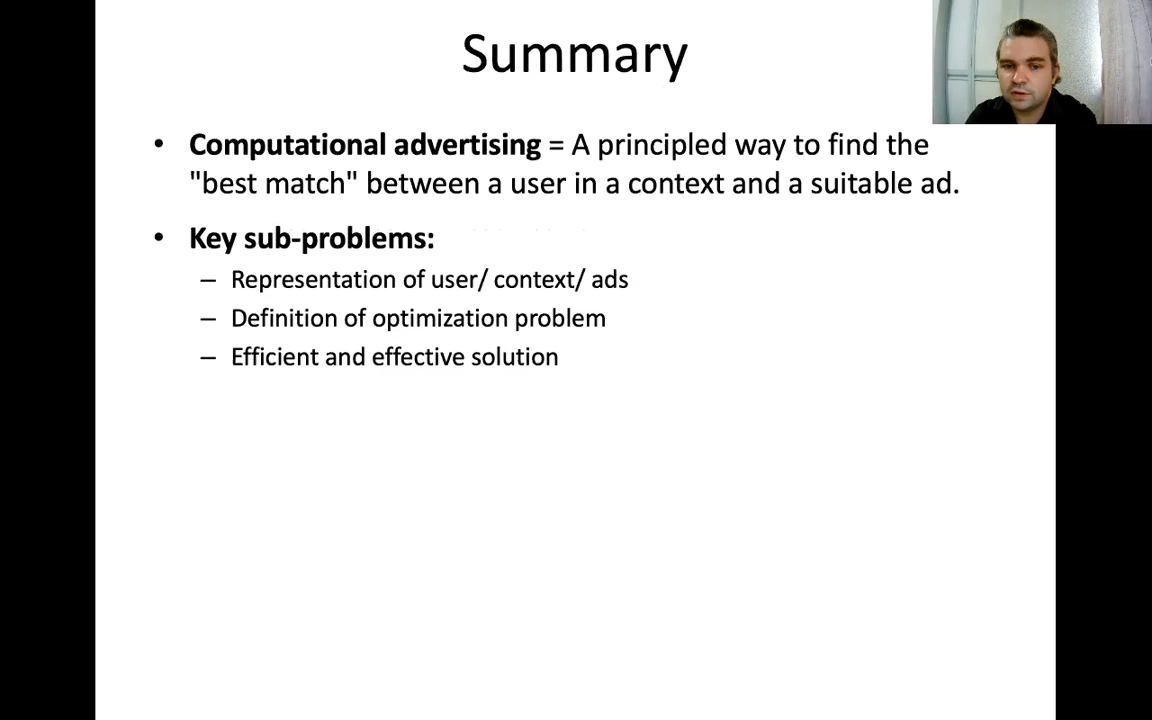 Summary
• Computational advertising = A principled way to find the
"best match" between a user in a context and a suitable ad.
• Key sub-problems:
– Representation of user/ context/ ads
– Definition of optimization problem
– Efficient and effective solution